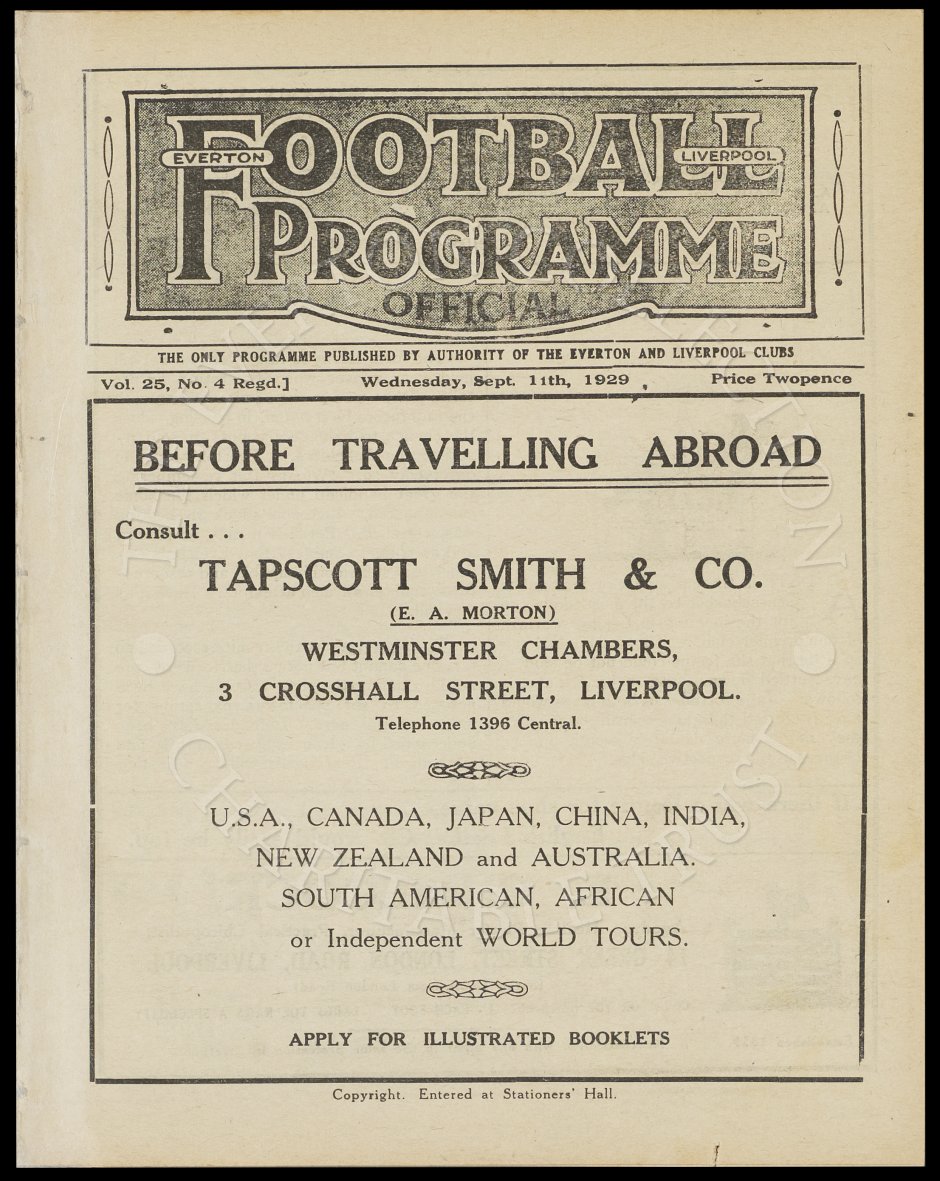 FOOTBALL
EVERTON
LIVERPOOL
PROGRAMME
OFFICIAL
THE ONLY PROGRAMME PUBLISHED BY AUTHORITY OF THE EVERTON AND LIVERPOOL CLUBS
Vol. 25, No. 4 Regd.] Wednesday, Sept. 11th, 1929 Price Twopence
BEFORE TRAVELLING ABROAD
Consult . . .
TAPSCOTT SMITH & CO.
(E. A. MORTON)
WESTMINSTER CHAMBERS,
3 CROSSHALL STREET, LIVERPOOL.
Telephone 1396 Central.
U.S.A., CANADA, JAPAN, CHINA, INDIA,
NEW ZEALAND and AUSTRALIA.
SOUTH AMERICAN, AFRICAN
or Independent WORLD TOURS.
APPLY FOR ILLUSTRATED BOOKLETS
Copyright. Entered at Stationers' Hall.
CHARITABLE TRUST